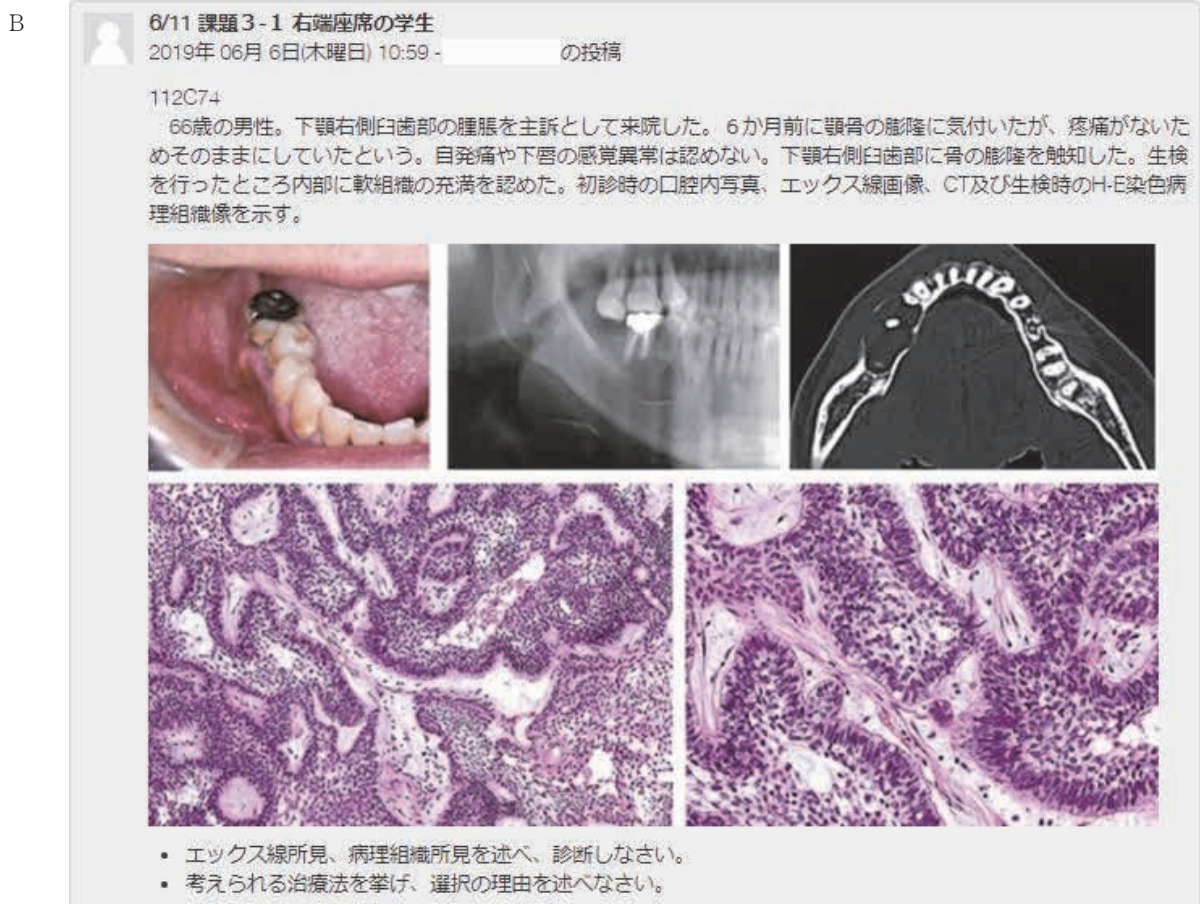 B
6/11 課題3-1 右端座席の学生
2019年 06月 6日(木曜日) 10:59 - の投稿
112C74
66歳の男性。下顎右側臼歯部の腫脹を主訴として来院した。6か月前に顎骨の膨隆に気付いたが、疼痛がないた
めそのままにしていたという。自発痛や下唇の感覚異常は認めない。下顎右側臼歯部に骨の膨隆を触知した。生検
を行ったところ内部に軟組織の充満を認めた。初診時の口腔内写真、エックス線画像、CT及び生検時のH-E染色病
理組織像を示す。
• エックス線所見、病理組織所見を述べ、診断しなさい。
• 考えられる治療法を挙げ、選択の理由を述べなさい。